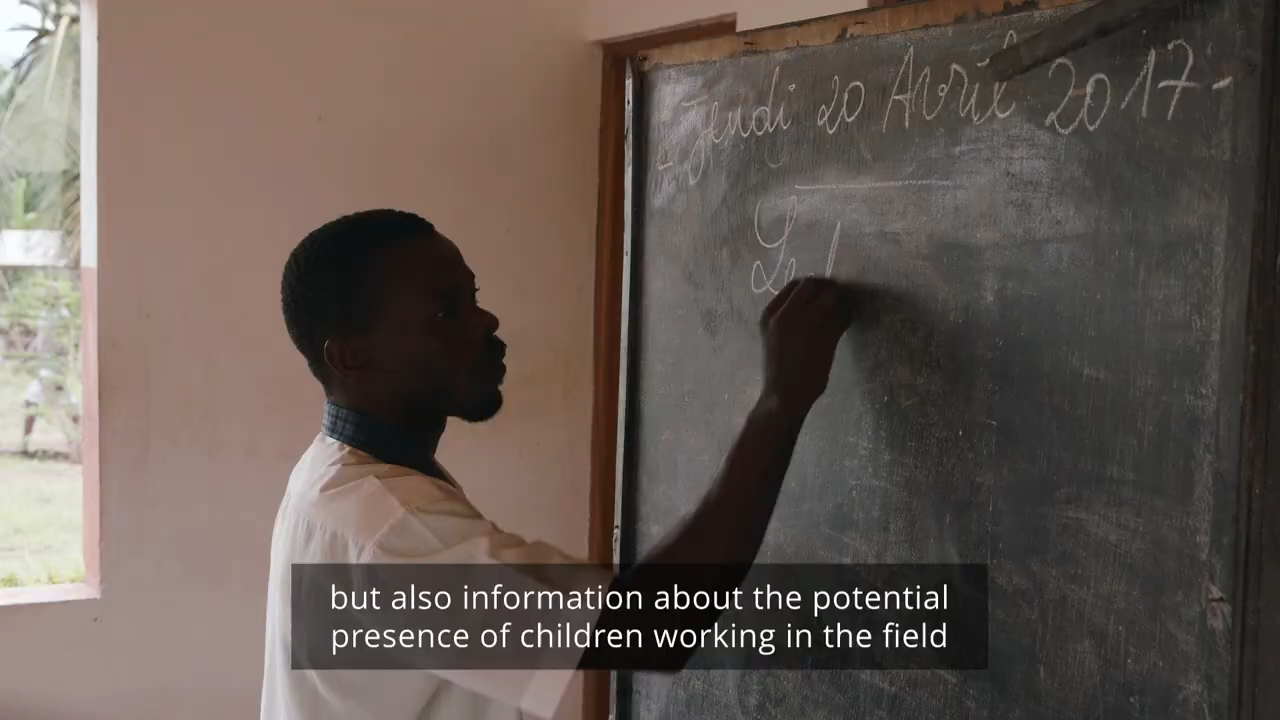 - Jeudi 20 Avril 2017 -
but also information about the potential
presence of children working in the field